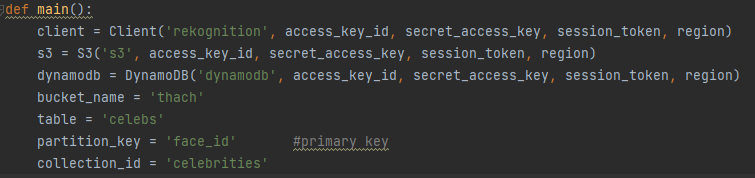 def main():
    client = Client('rekognition', access_key_id, secret_access_key, session_token, region)
    s3 = S3('s3', access_key_id, secret_access_key, session_token, region)
    dynamodb = DynamoDB('dynamodb', access_key_id, secret_access_key, session_token, region)
    bucket_name = 'thach'
    table = 'celebs'
    partition_key = 'face_id'       #primary key
    collection_id = 'celebrities'